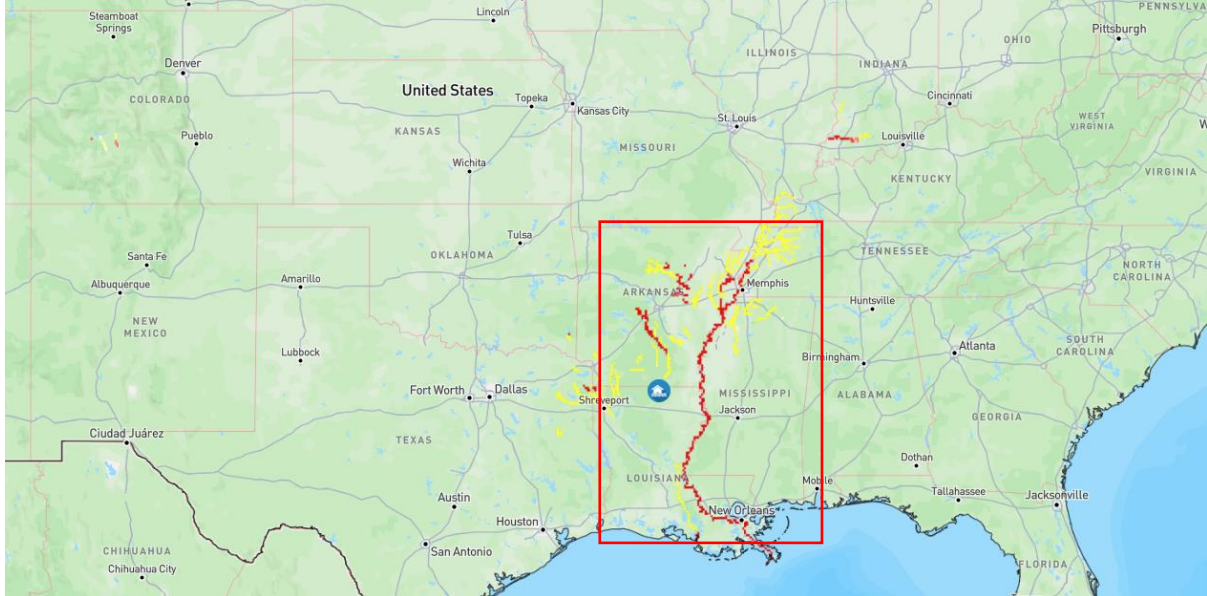 Steamboat
Springs
Lincoln
PENNSYLVA
Pittsburgh
OHIO
ILLINOIS
INDIANA
Denver
United States
Topeka
Kansas City
Cincinnati
COLORADO
St. Louis
WEST
VIRGINIA
W
Pueblo
KANSAS
MISSOURI
Louisville
Wichita
KENTUCKY
VIRGINIA
Tulsa
Santa Fe
OKLAHOMA
TENNESSEE
NORTH
CAROLINA
Albuquerque
Amarillo
ARKANSAS
Memphis
Huntsville
NEW
MEXICO
SOUTH
CAROLINA
Lubbock
Atlanta
Birmingham
Fort Worth
Dallas
MISSISSIPPI
ALABAMA
Shreveport
Jackson
GEORGIA
Ciudad Juárez
TEXAS
Dothan
LOUISIANA
Mobile
Tallahassee
Jacksonville
Austin
New Orleans
Houston
San Antonio
CHIHUAHUA
Chihuahua City
FLORIDA